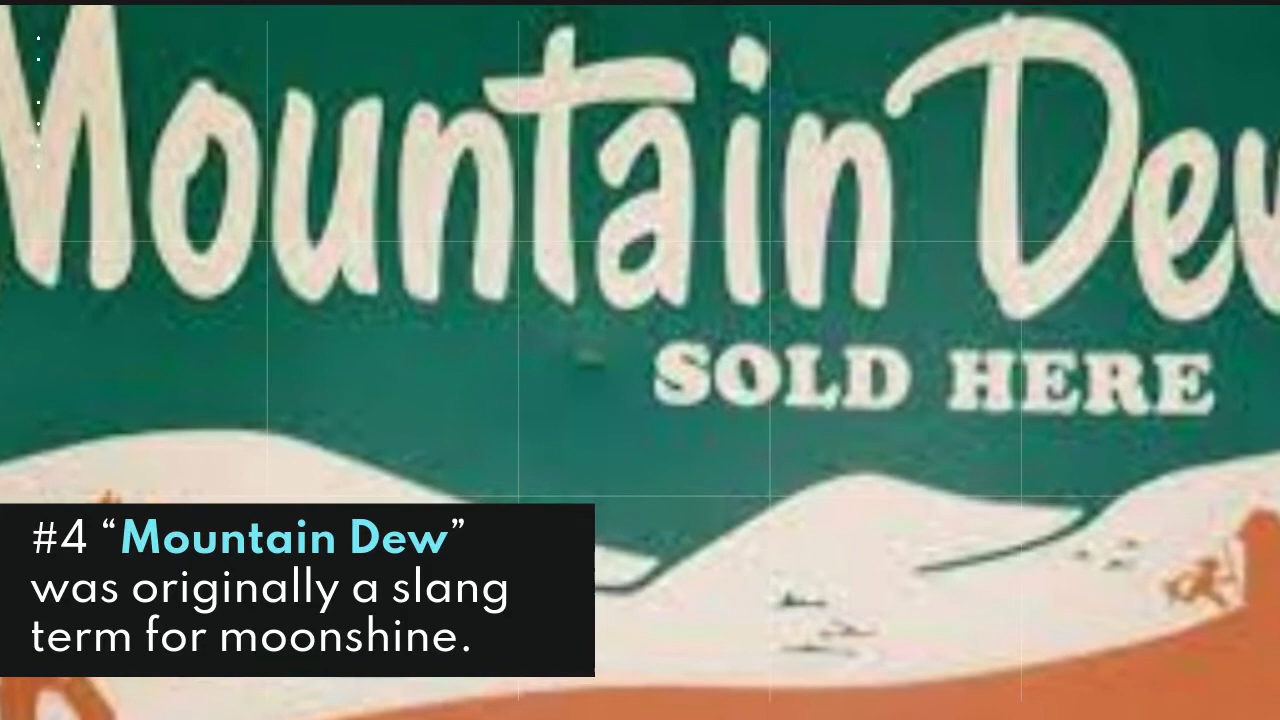 Mountain Dew
SOLD HERE
#4 “Mountain Dew”
was originally a slang
term for moonshine.